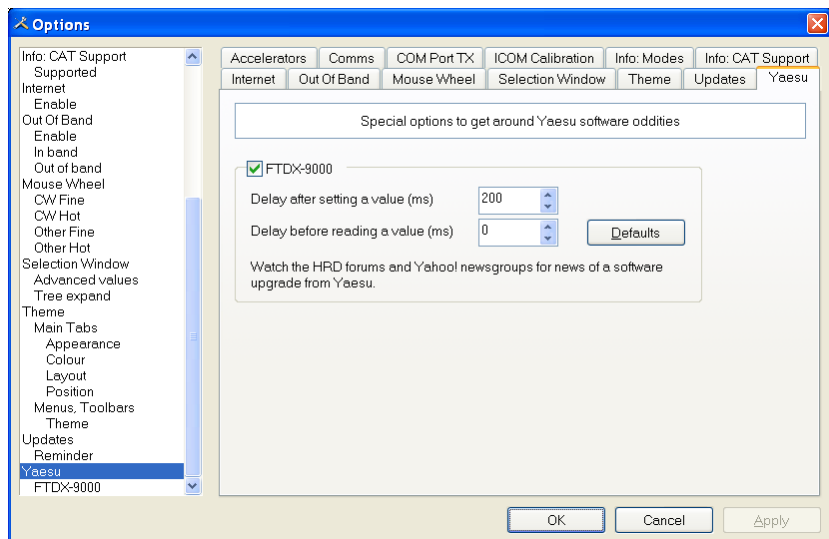 Options
Info: CAT Support
Supported
Internet
Enable
Out Of Band
Enable
In band
Out of band
Mouse Wheel
CW Fine
CW Hot
Other Fine
Other Hot
Selection Window
Advanced values
Tree expand
Theme
Main Tabs
Appearance
Colour
Layout
Position
Menus, Toolbars
Theme
Updates
Reminder
Yaesu
FTDX-9000
Accelerators Comms COM Port TX ICOM Calibration Info: Modes Info: CAT Support
Internet Out Of Band Mouse Wheel Selection Window Theme Updates Yaesu
Special options to get around Yaesu software oddities
FTDX-9000
Delay after setting a value (ms) 200
Delay before reading a value (ms) 0 Defaults
Watch the HRD forums and Yahoo! newsgroups for news of a software
upgrade from Yaesu.
OK Cancel Apply